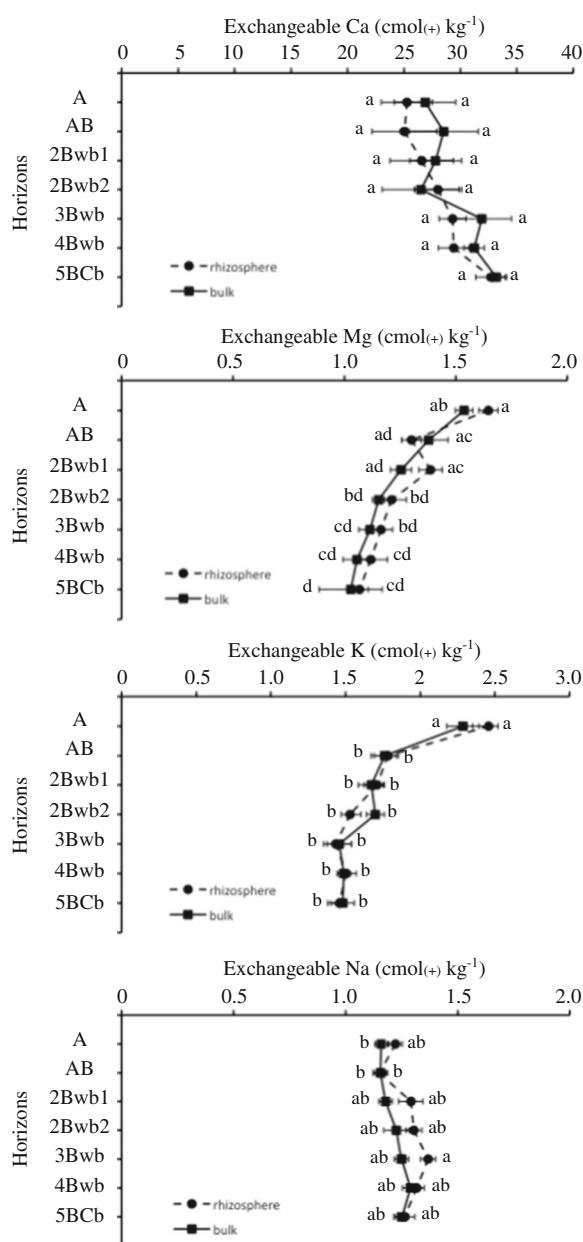 Exchangeable Ca (cmol(+) kg-1)
0 5 5 10 20 25 30 35 40
A a a
AB a a
2Bwb1 a a
2Bwb2 a a
3Bwb a a
4Bwb a a
5BCb a a
Horizons
rhizosphere
bulk
Exchangeable Mg (cmol(+) kg-1)
0 0.5 1.0 1.5 2.0
A ab a
AB ad ac
2Bwb1 ad ac
2Bwb2 bd bd
3Bwb cd bd
4Bwb cd cd
5BCb d cd
Horizons
rhizosphere
bulk
Exchangeable K (cmol(+) kg-1)
0 0.5 1.0 1.5 2 2.5 3.0
A a a
AB b b
2Bwb1 b b
2Bwb2 b b
3Bwb b b
4Bwb b b
5BCb b b
Horizons
rhizosphere
bulk
Exchangeable Na (cmol(+) kg-1)
0 0.5 1.0 1.5 2.0
A b ab
AB b b
2Bwb1 ab ab
2Bwb2 ab ab
3Bwb ab a
4Bwb ab ab
5BCb ab ab
Horizons
rhizosphere
bulk